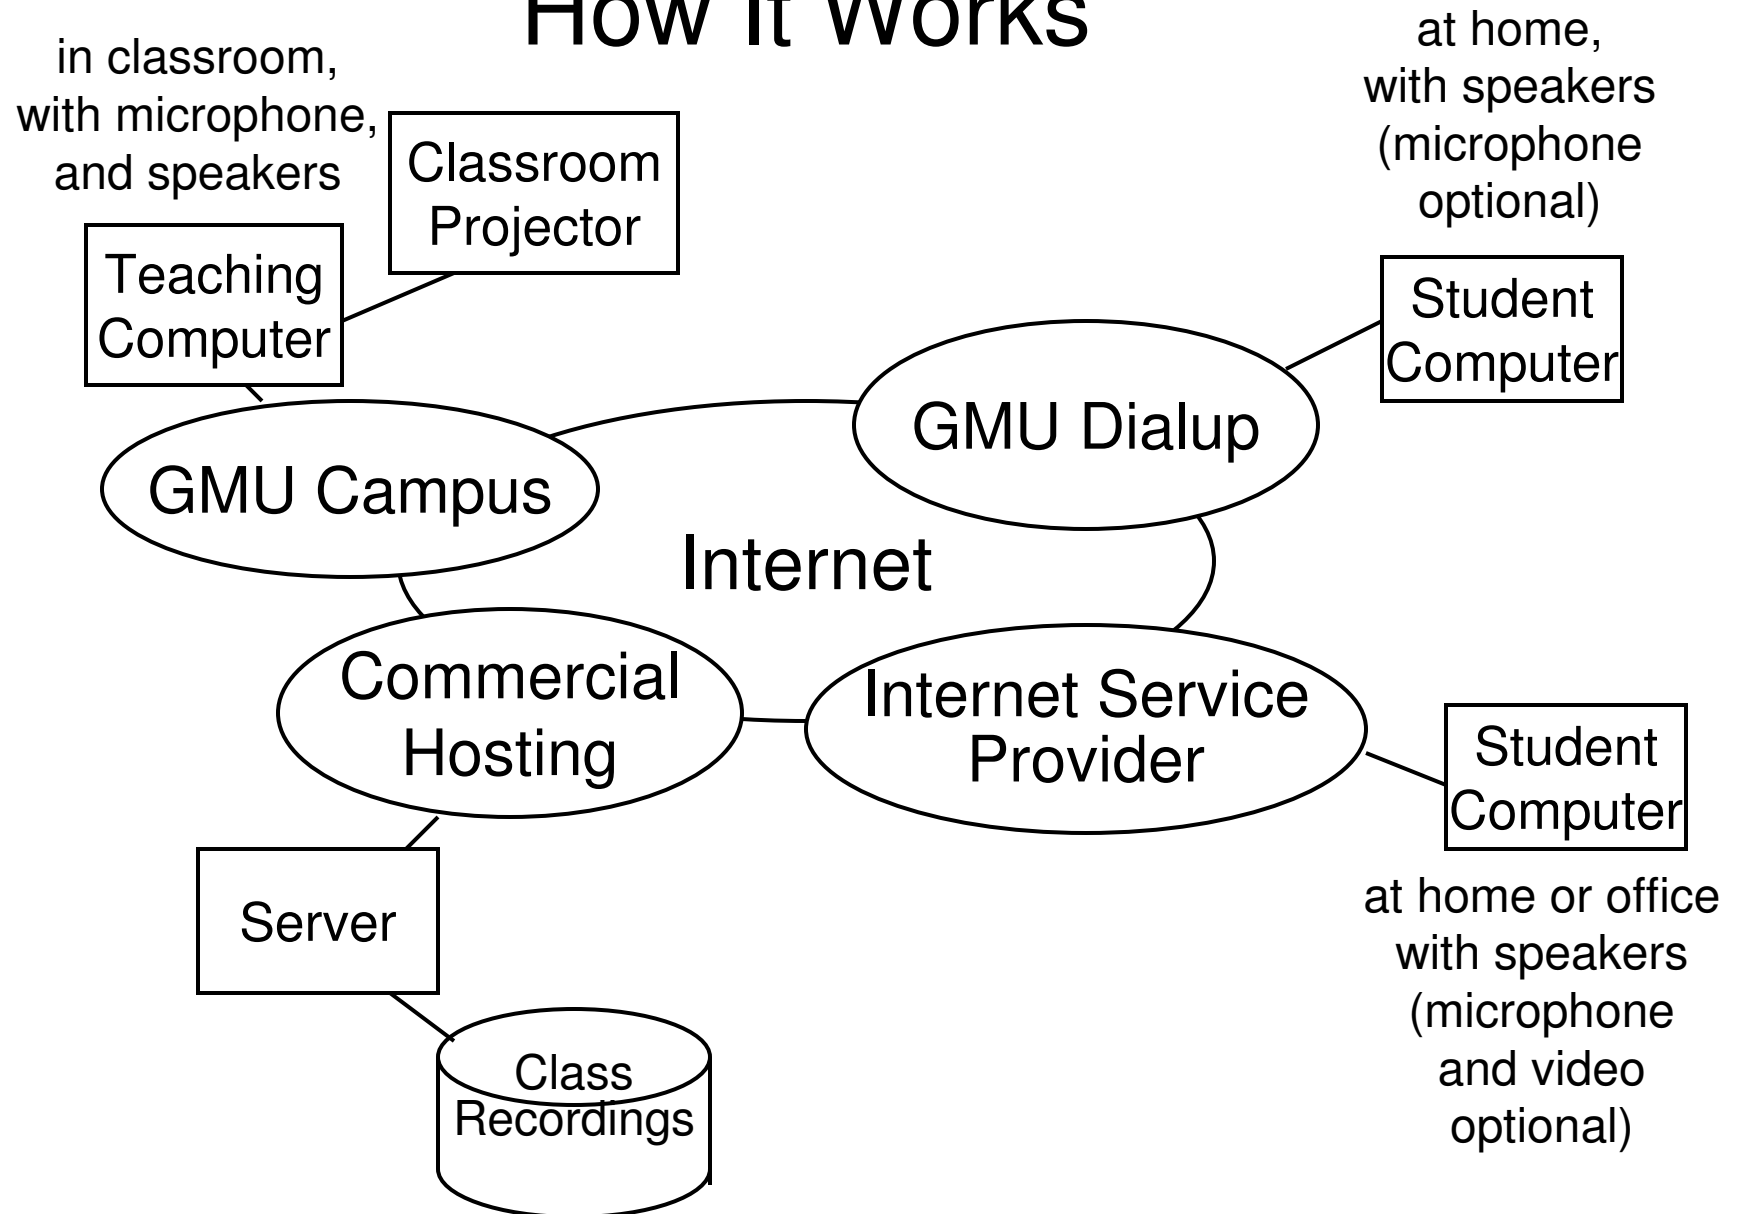 How It Works
in classroom,
with microphone,
and speakers
at home,
with speakers
(microphone
optional)
Classroom
Projector
Teaching
Computer
Student
Computer
GMU Dialup
GMU Campus
Internet
Commercial
Hosting
Internet Service
Provider
Student
Computer
Server
at home or office
with speakers
(microphone
and video
optional)
Class
Recordings